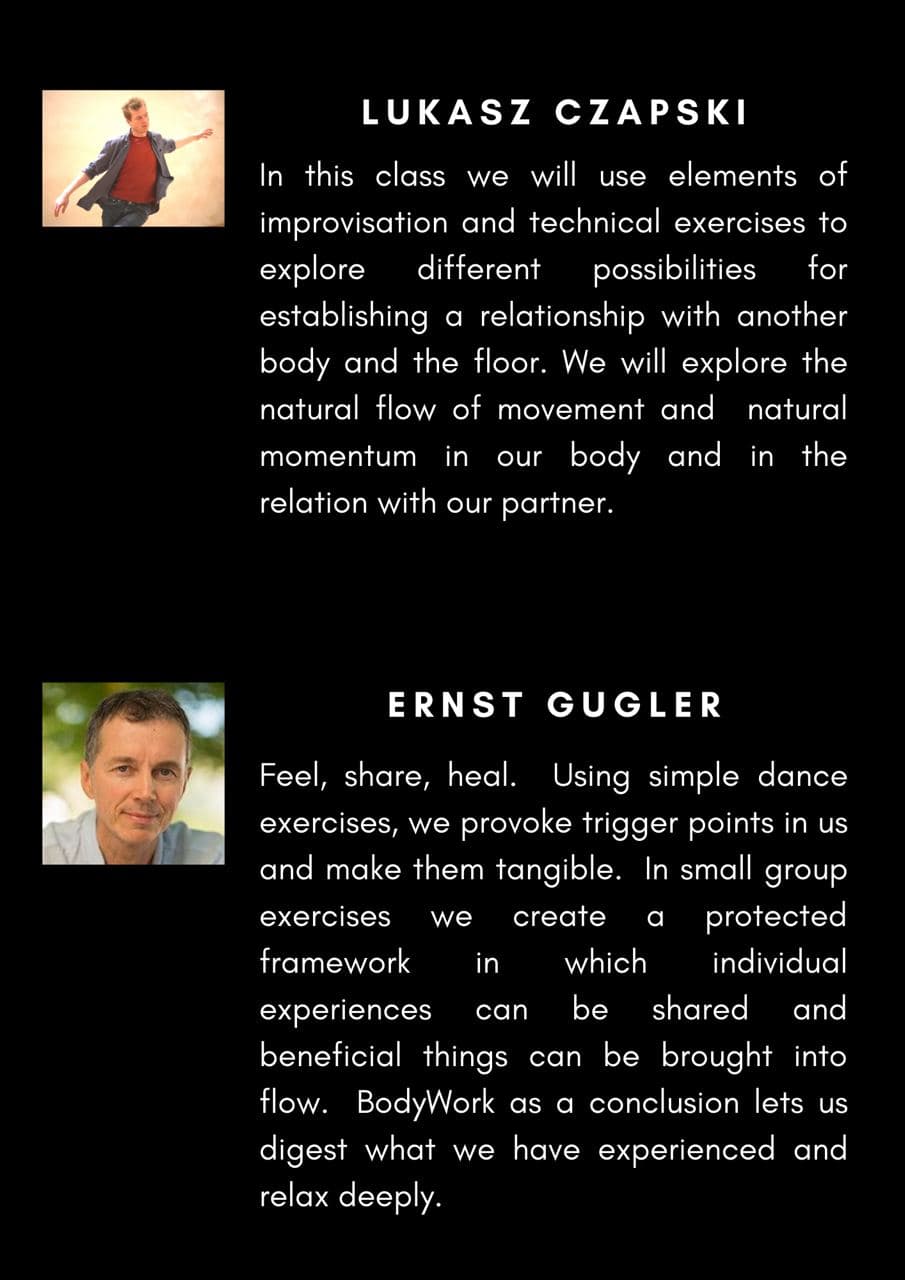 LUKASZ CZAPSKI
In this class we will use elements of
improvisation and technical exercises to
explore different possibilities for
establishing a relationship with another
body and the floor. We will explore the
natural flow of movement and natural
momentum in our body and in the
relation with our partner.
ERNST GUGLER
Feel, share, heal. Using simple dance
exercises, we provoke trigger points in us
and make them tangible. In small group
exercises we create a protected
framework in which individual
experiences can be shared and
beneficial things can be brought into
flow. BodyWork as a conclusion lets us
digest what we have experienced and
relax deeply.